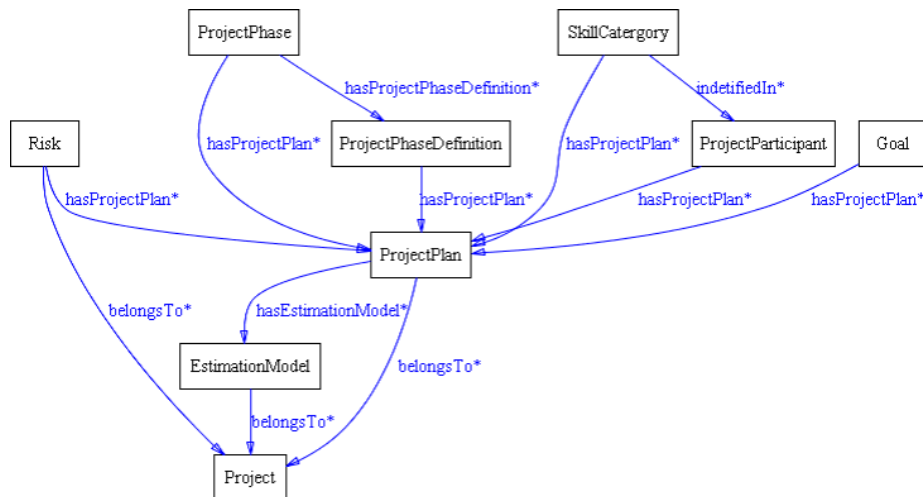 ProjectPhase
SkillCatergory
hasProjectPhaseDefinition*
indetifiedIn*
Risk
hasProjectPlan*
ProjectPhaseDefinition
hasProjectPlan*
ProjectParticipant
Goal
hasProjectPlan*
hasProjectPlan*
hasProjectPlan*
hasProjectPlan*
ProjectPlan
belongsTo*
hasEstimationModel*
EstimationModel
belongsTo*
belongsTo*
Project